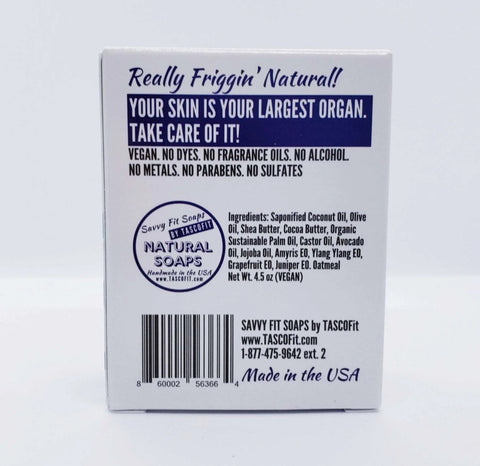 Really Friggin' Natural!
YOUR SKIN IS YOUR LARGEST ORGAN.
TAKE CARE OF IT!
VEGAN. NO DYES. NO FRAGRANCE OILS. NO ALCOHOL.
NO METALS. NO PARABENS. NO SULFATES
Savvy Fit Soaps
BY TASCOFIT
NATURAL
SOAPS
Handmade in the USA
www.TASCOFit.com
Ingredients: Saponified Coconut Oil, Olive
Oil, Shea Butter, Cocoa Butter, Organic
Sustainable Palm Oil, Castor Oil, Avocado
Oil, Jojoba Oil, Amyris EO, Ylang Ylang EO,
Grapefruit EO, Juniper EO. Oatmeal
Net Wt. 4.5 oz (VEGAN)
SAVVY FIT SOAPS by TASCOFit
www.TASCOFit.com
1-877-475-9642 ext. 2
Made in the USA
8 60002 56366 4